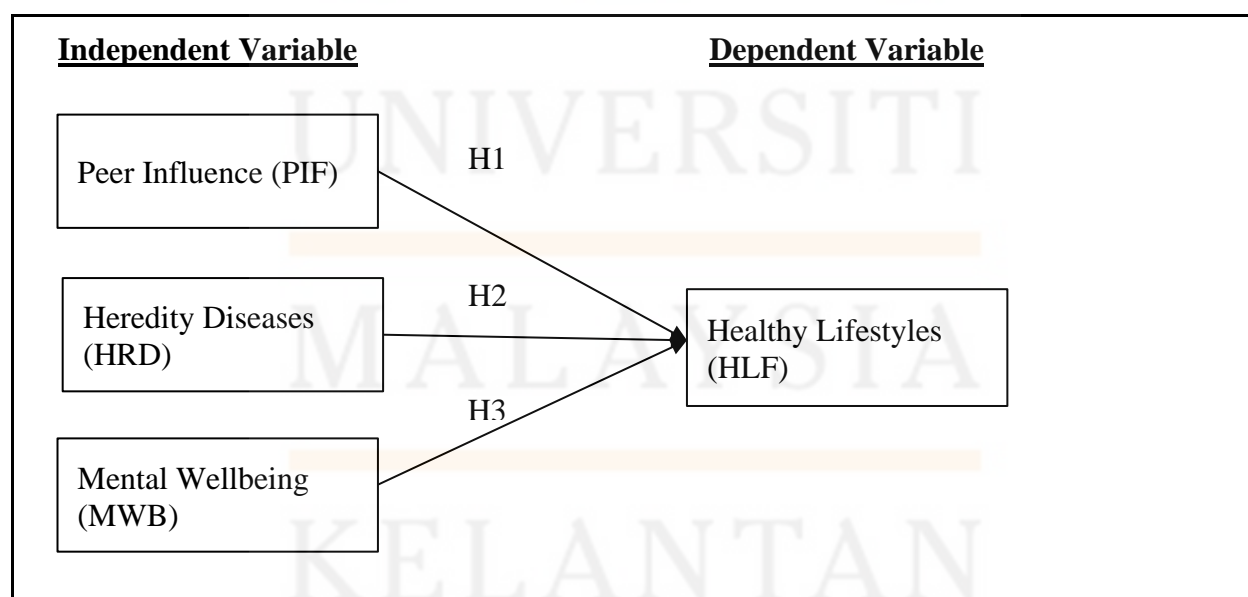 Independent Variable
Dependent Variable
UNIVERSITI
Peer Influence (PIF)
H1
Heredity Diseases
(HRD)
H2
MALAYSIA
Healthy Lifestyles
(HLF)
H3
Mental Wellbeing
(MWB)
KELANTAN